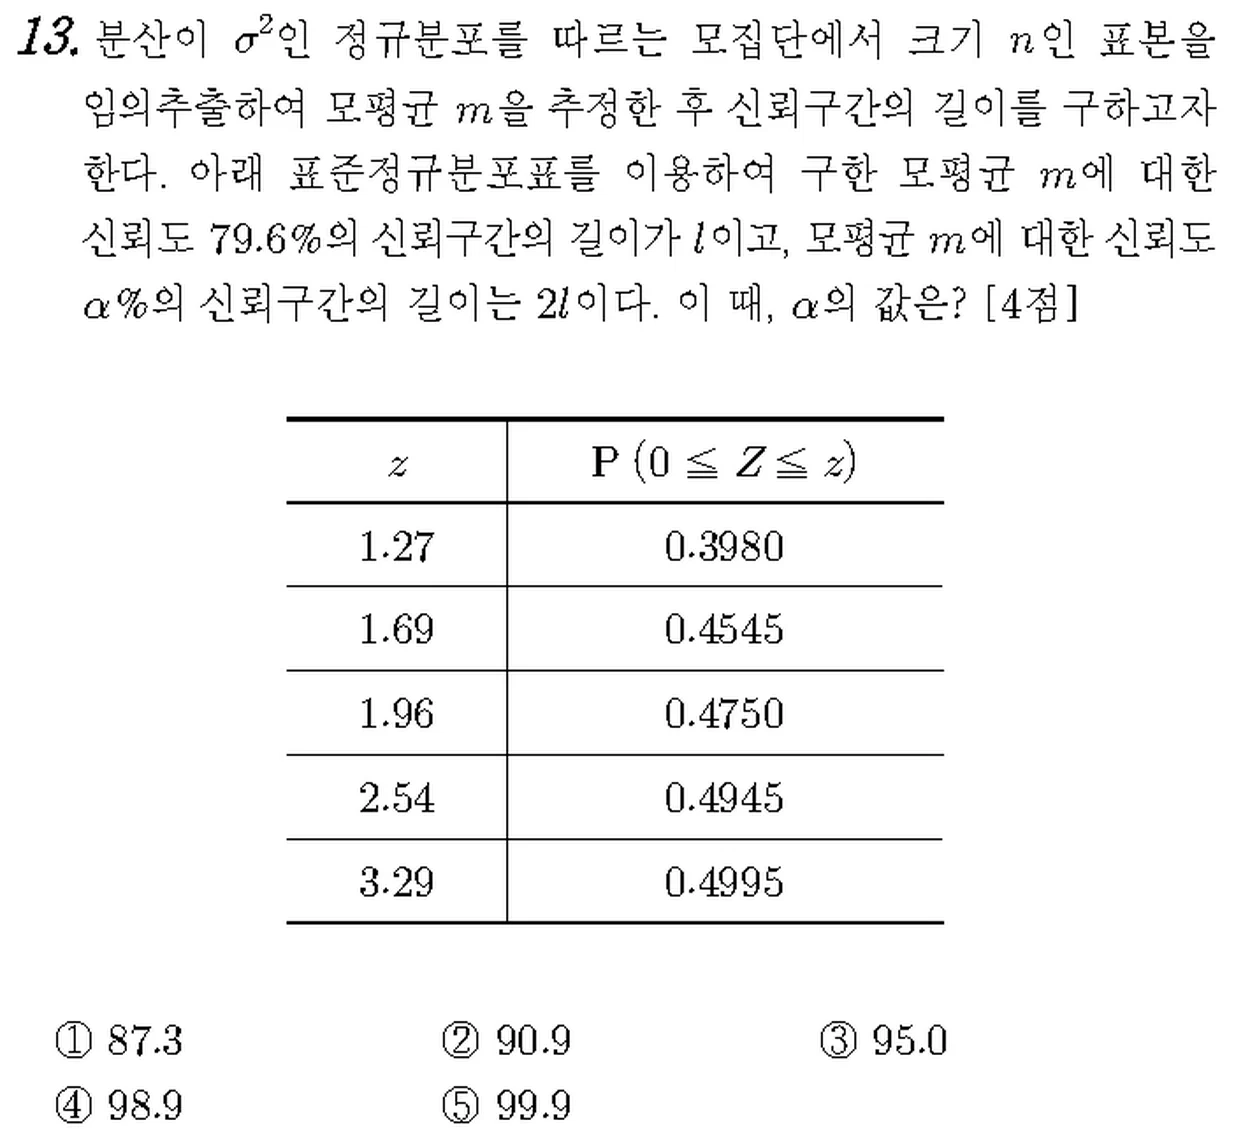 13. 분산이 σ²인 정규분포를 따르는 모집단에서 크기 n인 표본을
임의추출하여 모평균 m을 추정한 후 신뢰구간의 길이를 구하고자
한다. 아래 표준정규분포표를 이용하여 구한 모평균 m에 대한
신뢰도 79.6%의 신뢰구간의 길이가 l이고, 모평균 m에 대한 신뢰도
α%의 신뢰구간의 길이는 2l이다. 이 때, α의 값은? [4점]
z P (0 ≦ Z ≦ z)
1.27 0.3980
1.69 0.4545
1.96 0.4750
2.54 0.4945
3.29 0.4995
① 87.3 ② 90.9 ③ 95.0
④ 98.9 ⑤ 99.9